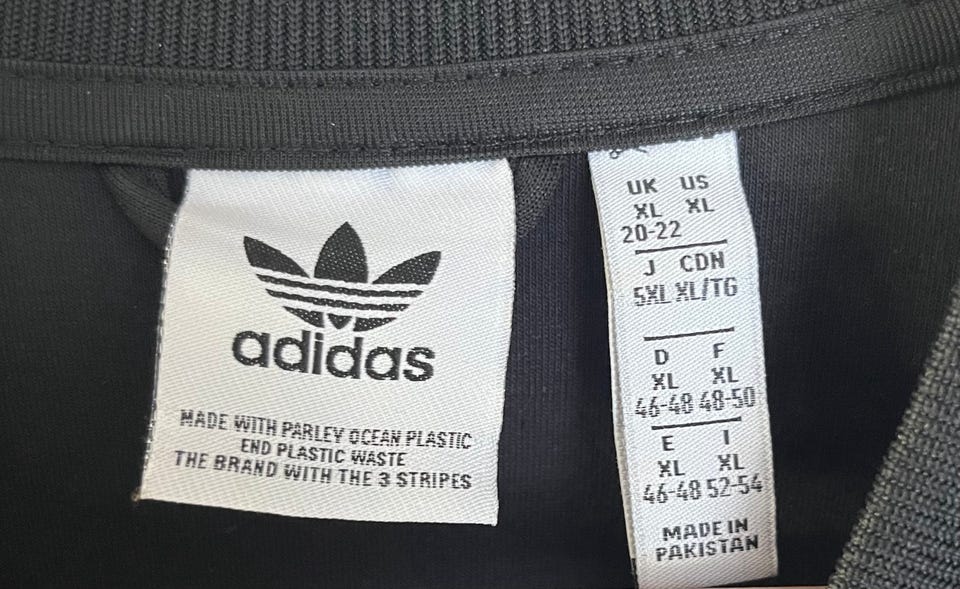 adidas
MADE WITH PARLEY OCEAN PLASTIC
END PLASTIC WASTE
THE BRAND WITH THE 3 STRIPES
UK US
XL XL
20-22
J CDN
5XL XL/TG
D F
XL XL
46-48 48-50
E I
XL XL
46-48 52-54
MADE IN
PAKISTAN